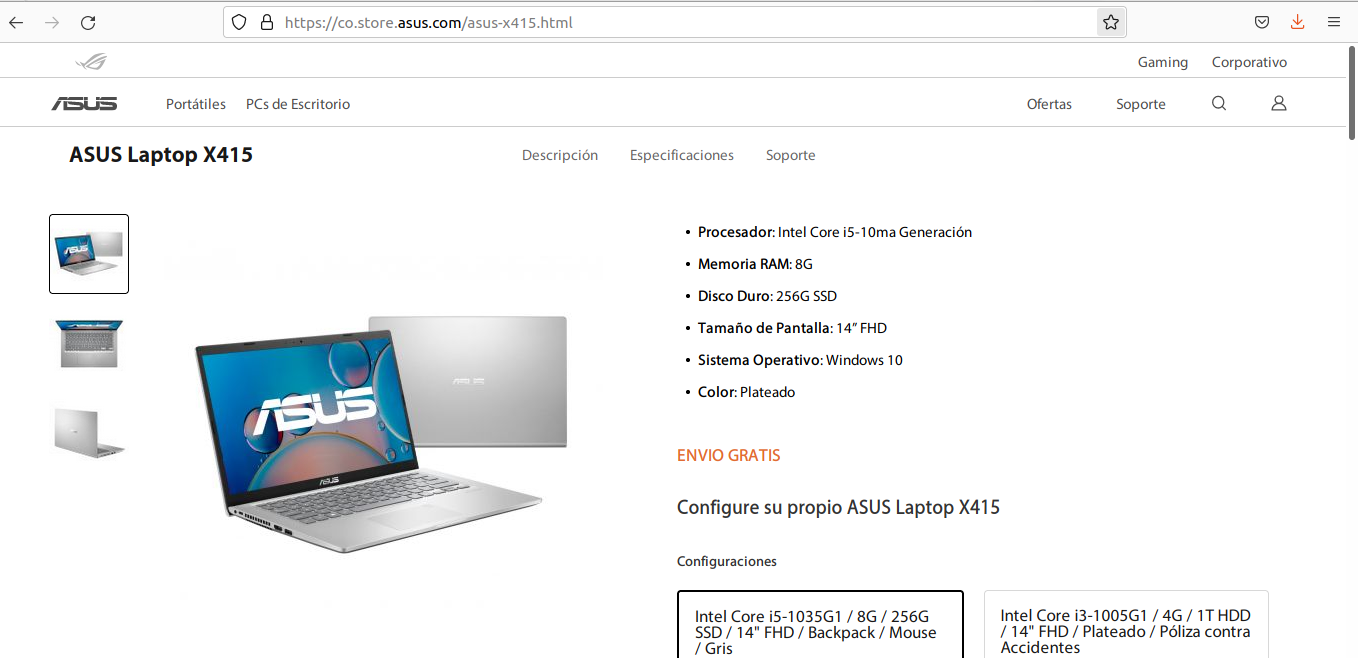 https://co.store.asus.com/asus-x415.html
Gaming Corporativo
ASUS Portátiles PCs de Escritorio Ofertas Soporte
ASUS Laptop X415 Descripción Especificaciones Soporte
• Procesador: Intel Core i5-10ma Generación
• Memoria RAM: 8G
• Disco Duro: 256G SSD
• Tamaño de Pantalla: 14” FHD
• Sistema Operativo: Windows 10
• Color: Plateado
ASUS
ASUS
ASUS
ASUS
ENVIO GRATIS
Configure su propio ASUS Laptop X415
Configuraciones
Intel Core i5-1035G1 / 8G / 256G
SSD / 14" FHD / Backpack / Mouse
/ Gris
Intel Core i3-1005G1 / 4G / 1T HDD
/ 14" FHD / Plateado / Póliza contra
Accidentes